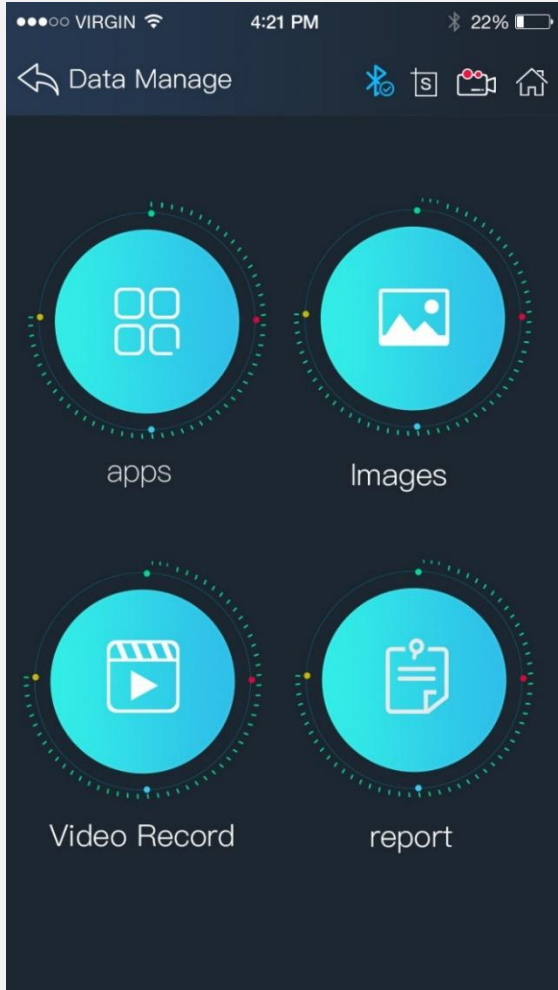 VIRGIN 4:21 PM 22%
Data Manage S
apps Images
Video Record report